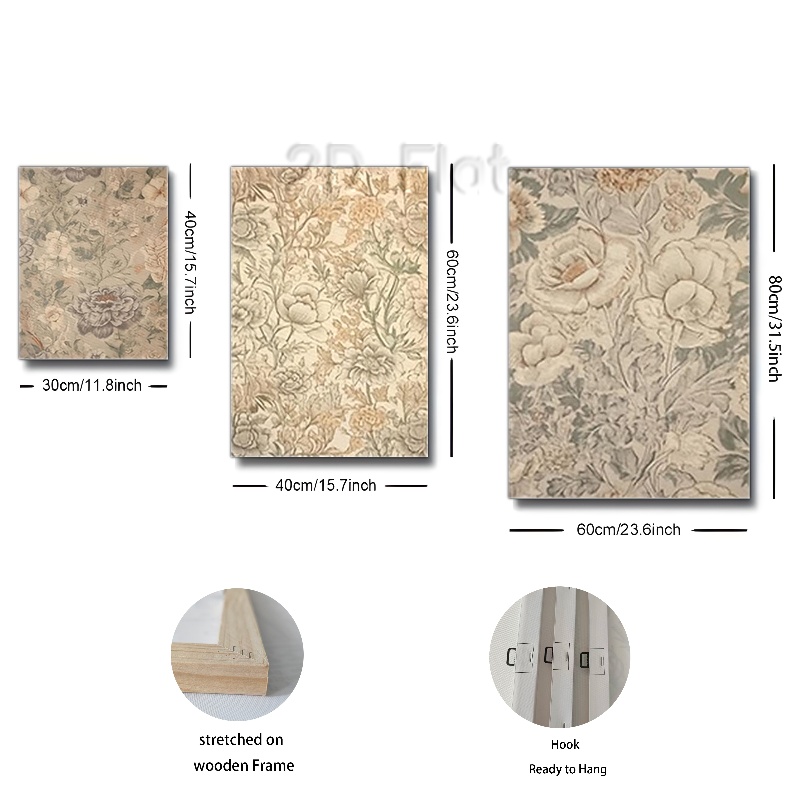 2D Flat
40cm/15.7inch
30cm/11.8inch
60cm/23.6inch
40cm/15.7inch
80cm/31.5inch
60cm/23.6inch
stretched on
wooden Frame
Hook
Ready to Hang